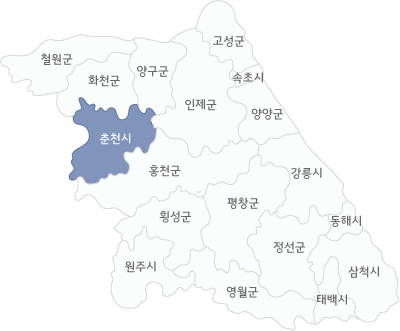 고성군
철원군
양구군
속초시
화천군
인제군
양양군
춘천시
홍천군
강릉시
평창군
횡성군
동해시
정선군
원주시
삼척시
영월군
태백시